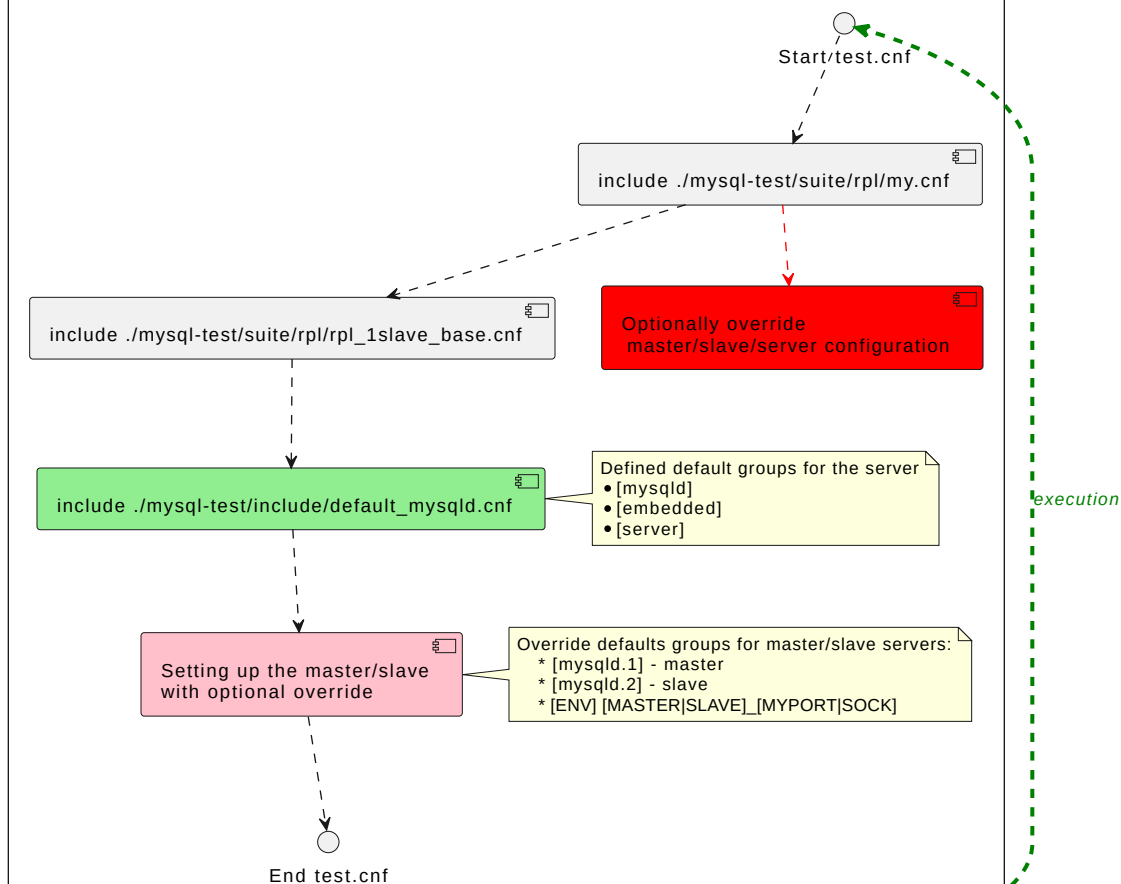 Start test.cnf
include ./mysql-test/suite/rpl/my.cnf
include ./mysql-test/suite/rpl/rpl_1slave_base.cnf
Optionally override
master/slave/server configuration
include ./mysql-test/include/default_mysqld.cnf
Defined default groups for the server
• [mysqld]
• [embedded]
• [server]
execution
Setting up the master/slave
with optional override
Override defaults groups for master/slave servers:
* [mysqld.1] - master
* [mysqld.2] - slave
* [ENV] [MASTER|SLAVE]_[MYPORT|SOCK]
End test.cnf